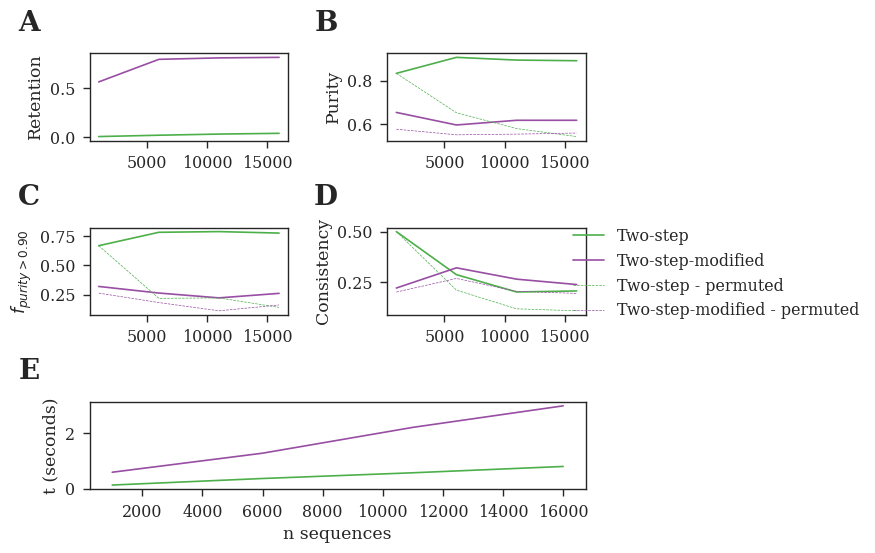 A
B
Retention
0.5
0.0
5000 10000 15000
Purity
0.8
0.6
5000 10000 15000
C
D
f_{purity > 0.90}
0.75
0.50
0.25
5000 10000 15000
Consistency
0.50
0.25
5000 10000 15000
Two-step
Two-step-modified
Two-step - permuted
Two-step-modified - permuted
E
t (seconds)
2
0
2000 4000 6000 8000 10000 12000 14000 16000
n sequences